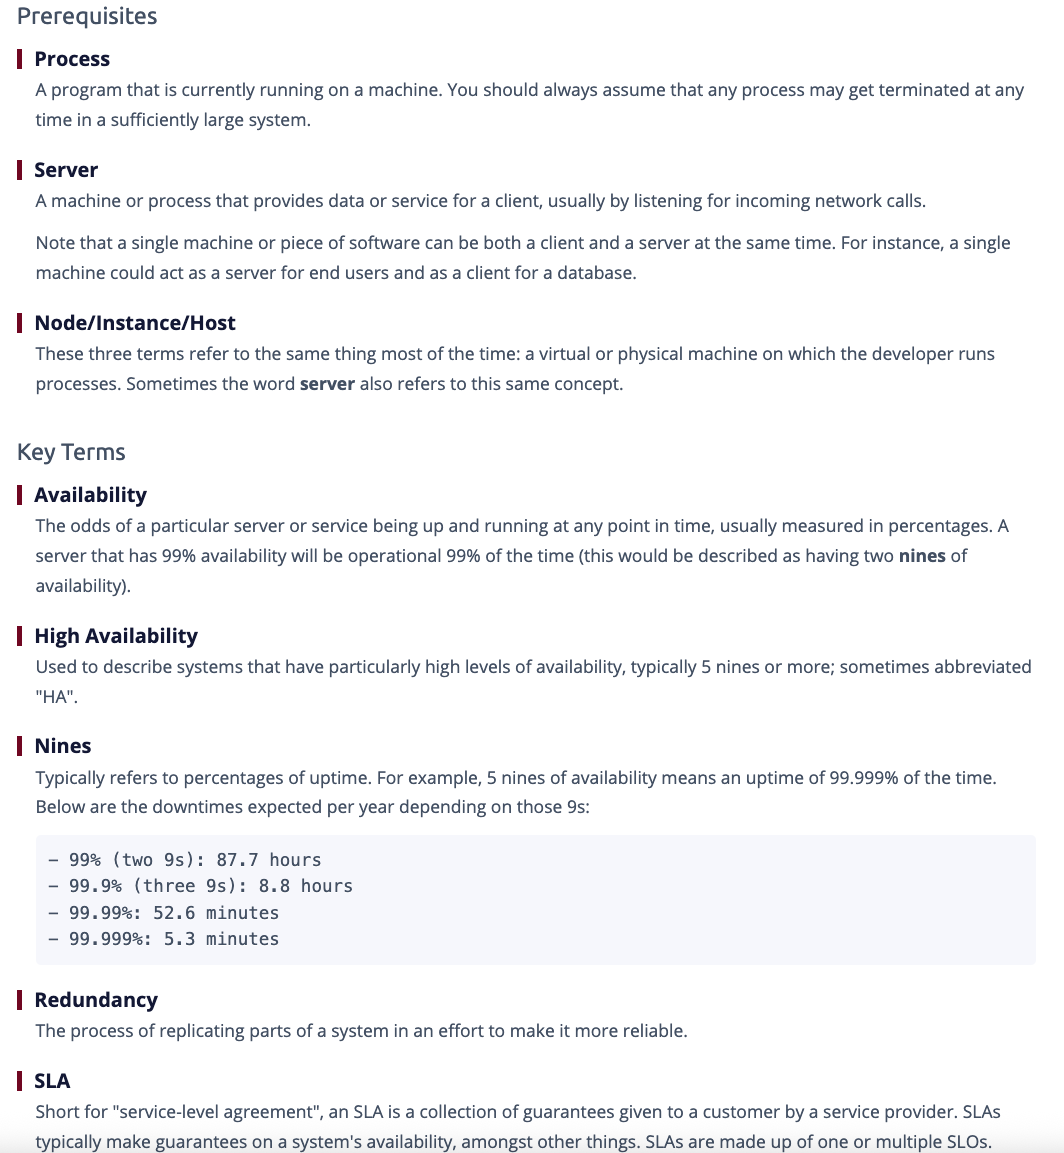 Prerequisites
Process
A program that is currently running on a machine. You should always assume that any process may get terminated at any
time in a sufficiently large system.
Server
A machine or process that provides data or service for a client, usually by listening for incoming network calls.
Note that a single machine or piece of software can be both a client and a server at the same time. For instance, a single
machine could act as a server for end users and as a client for a database.
Node/Instance/Host
These three terms refer to the same thing most of the time: a virtual or physical machine on which the developer runs
processes. Sometimes the word server also refers to this same concept.
Key Terms
Availability
The odds of a particular server or service being up and running at any point in time, usually measured in percentages. A
server that has 99% availability will be operational 99% of the time (this would be described as having two nines of
availability).
High Availability
Used to describe systems that have particularly high levels of availability, typically 5 nines or more; sometimes abbreviated
"HA".
Nines
Typically refers to percentages of uptime. For example, 5 nines of availability means an uptime of 99.999% of the time.
Below are the downtimes expected per year depending on those 9s:
– 99% (two 9s): 87.7 hours
– 99.9% (three 9s): 8.8 hours
– 99.99%: 52.6 minutes
– 99.999%: 5.3 minutes
Redundancy
The process of replicating parts of a system in an effort to make it more reliable.
SLA
Short for "service-level agreement", an SLA is a collection of guarantees given to a customer by a service provider. SLAs
typically make guarantees on a system's availability, amongst other things. SLAs are made up of one or multiple SLOs.